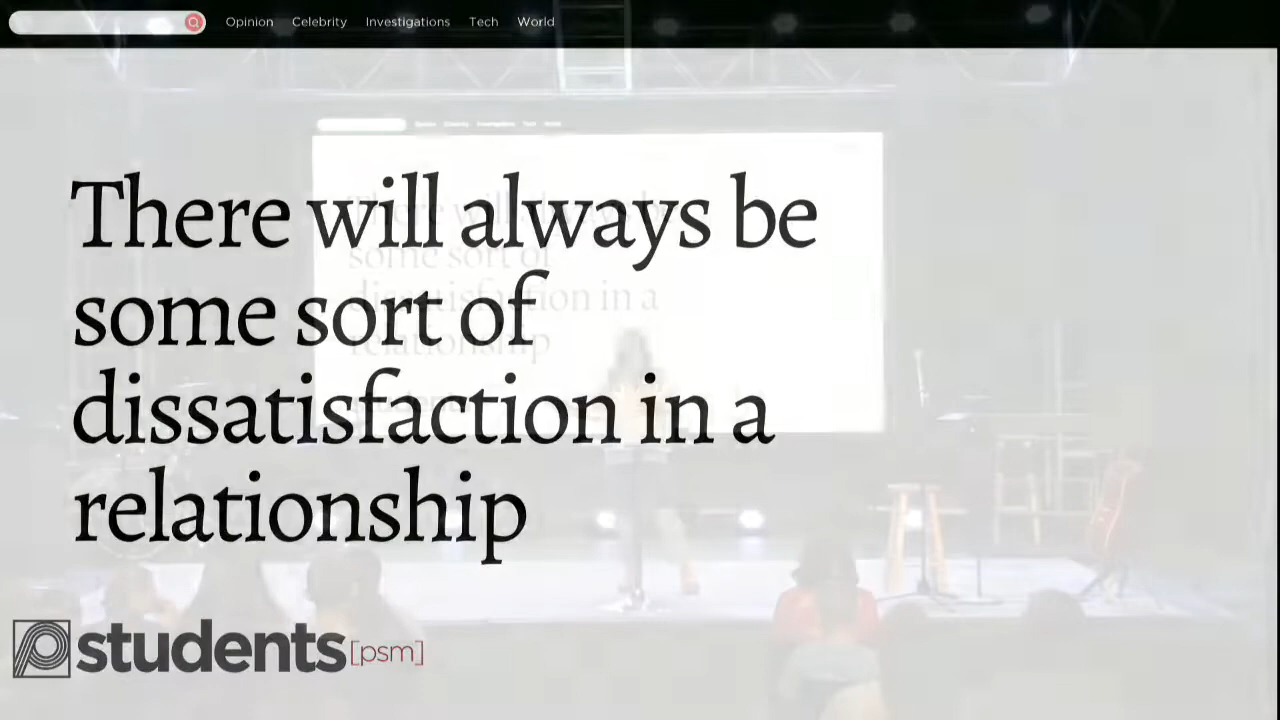 Opinion Celebrity Investigations Tech World
There will always be
some sort of
dissatisfaction in a
relationship
students [psm]